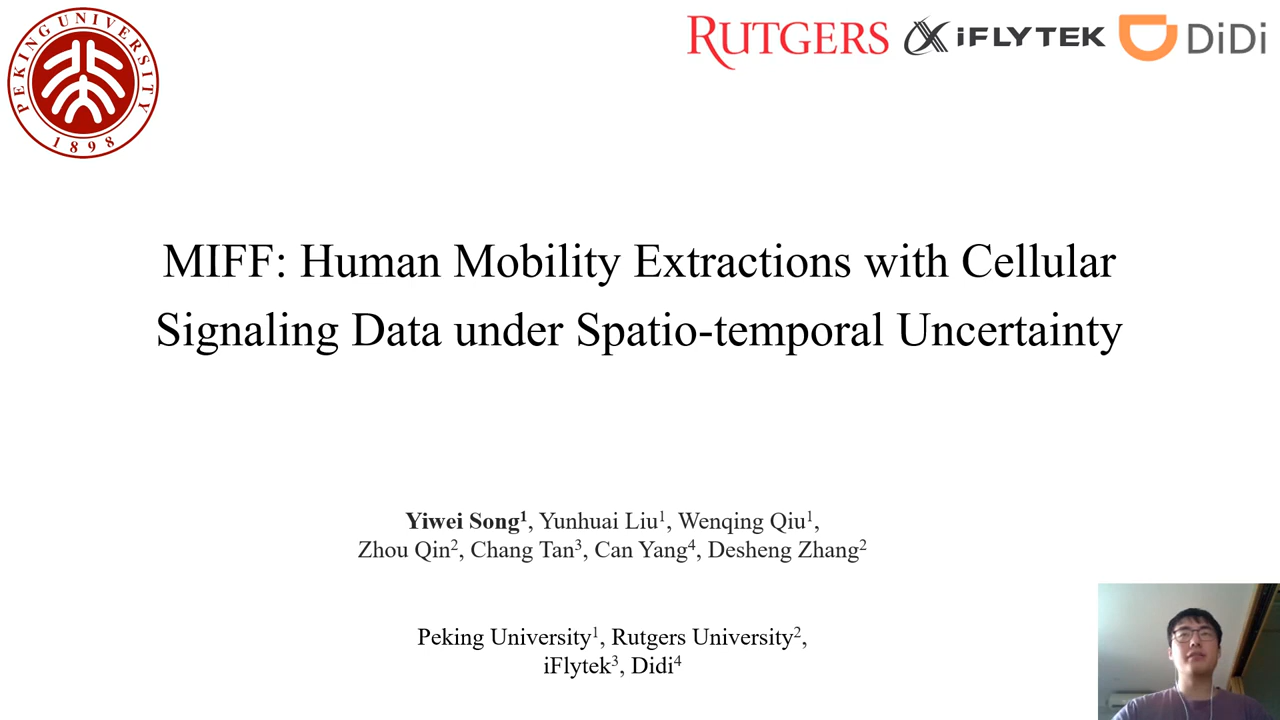 PEKING UNIVERSITY
1898
RUTGERS
iFLYTEK
DiDi
MIFF: Human Mobility Extractions with Cellular
Signaling Data under Spatio-temporal Uncertainty
Yiwei Song¹, Yunhuai Liu¹, Wenqing Qiu¹,
Zhou Qin², Chang Tan³, Can Yang⁴, Desheng Zhang²
Peking University¹, Rutgers University²,
iFlytek³, Didi⁴